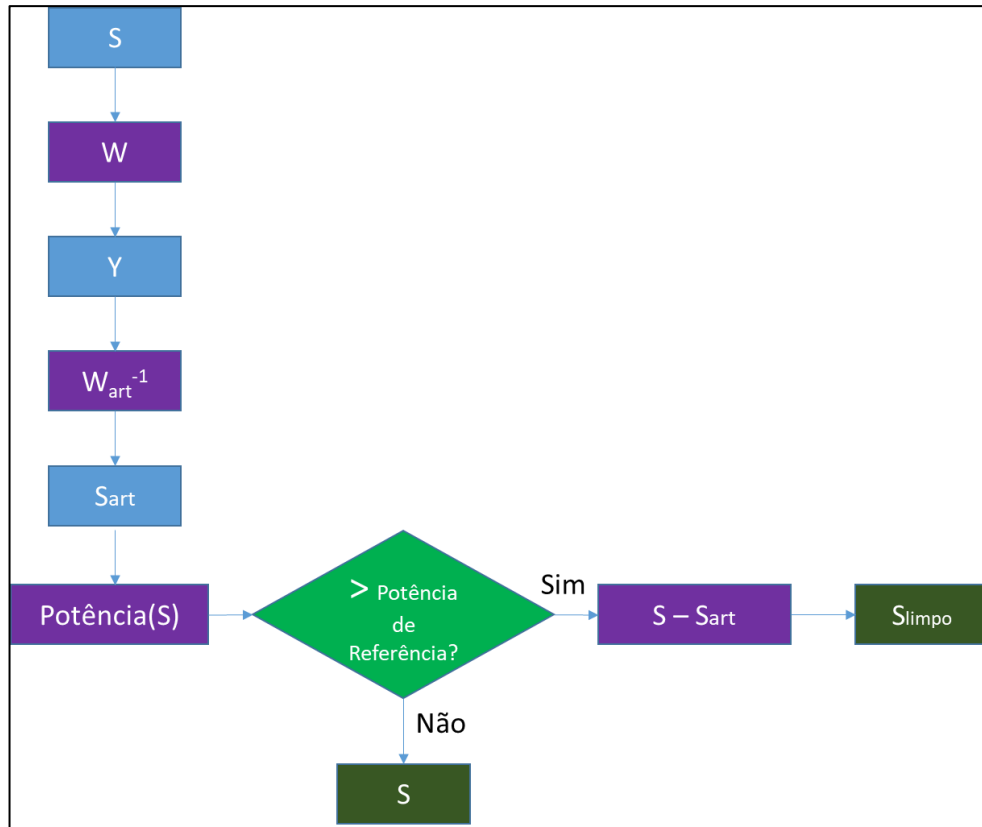 S
W
Y
Wart-1
Sart
Potência(S)
> Potência
de
Referência?
Sim
S – Sart
Slimpo
Não
S